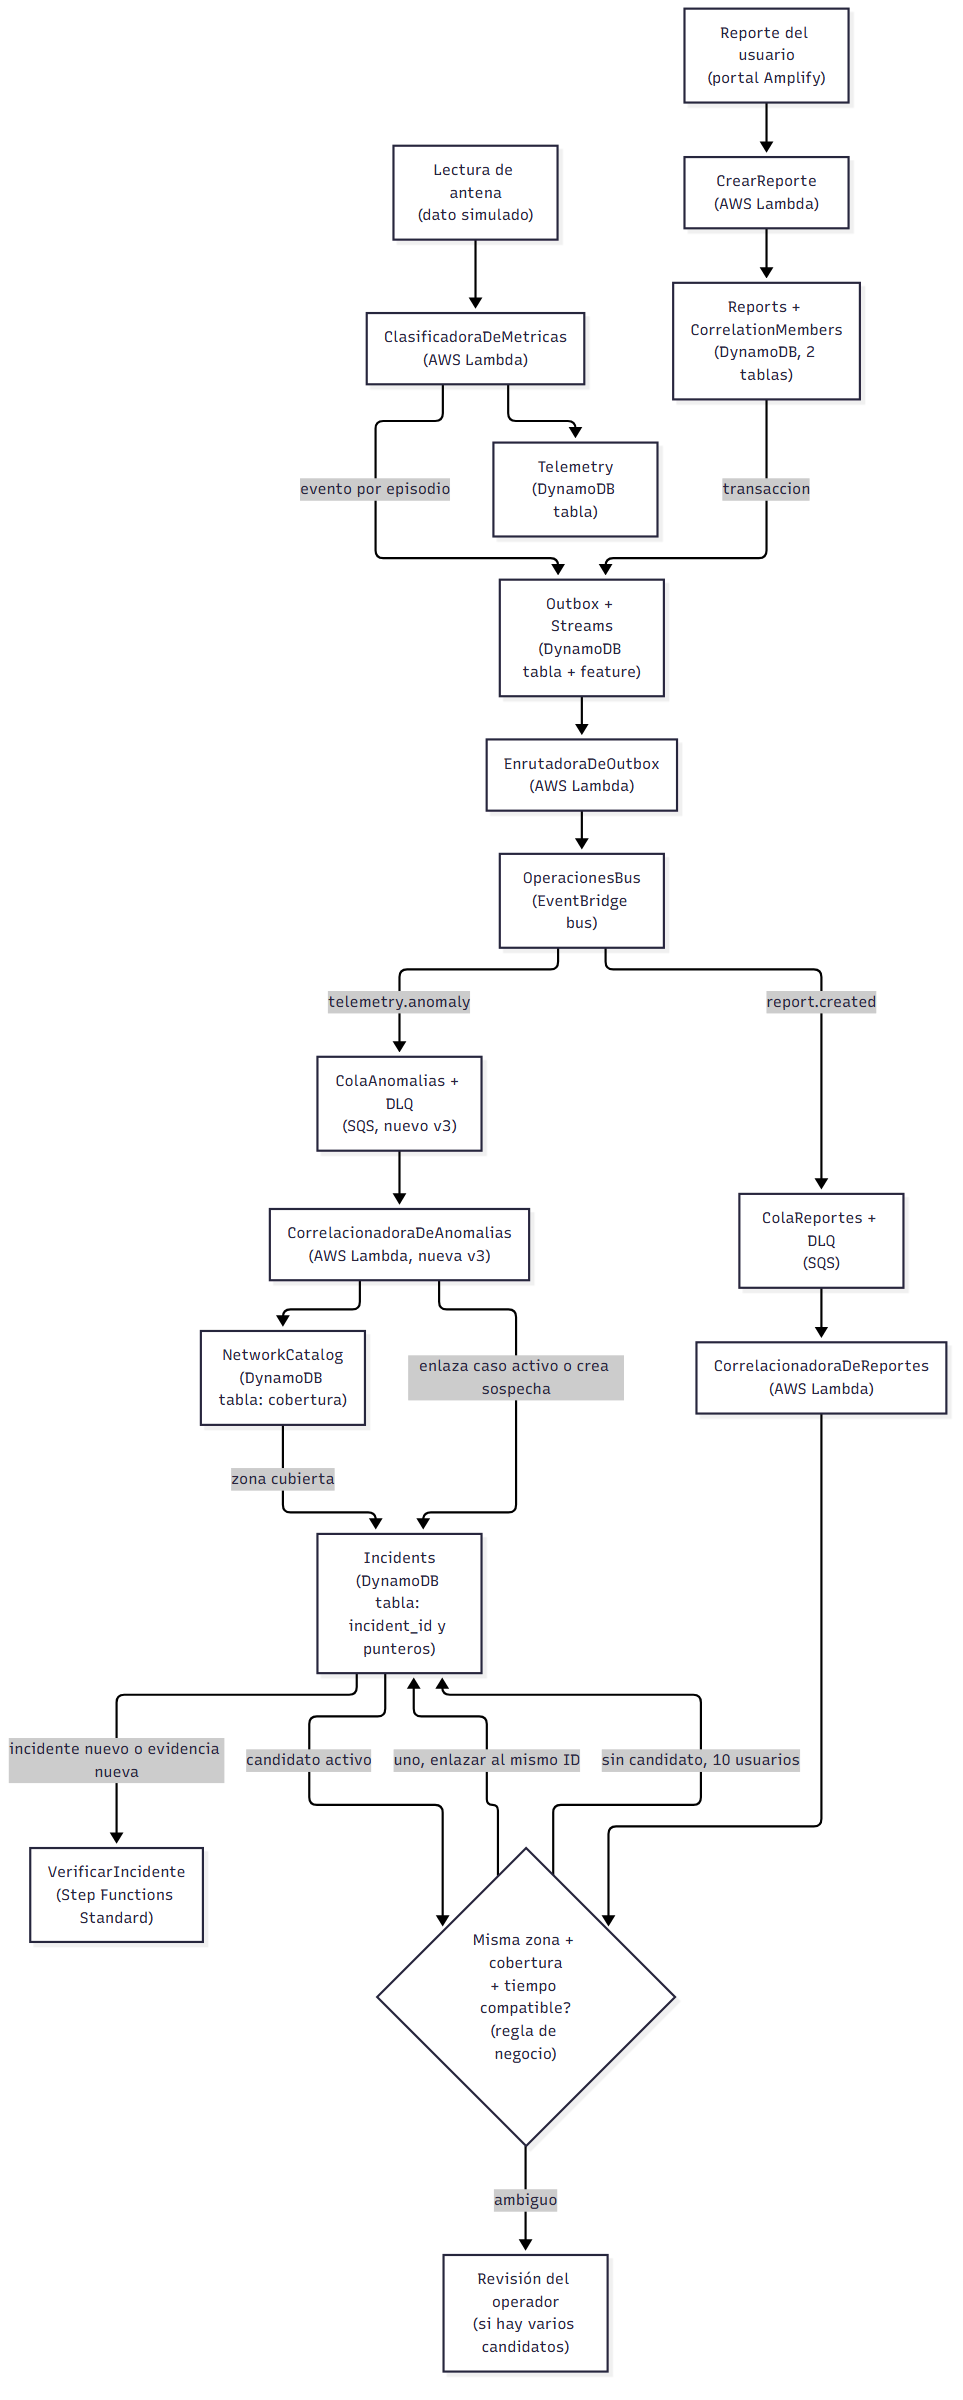 Reporte del
usuario
(portal Amplify)
Lectura de
antena
(dato simulado)
CrearReporte
(AWS Lambda)
Reports +
CorrelationMembers
(DynamoDB, 2
tablas)
ClasificadoraDeMetricas
(AWS Lambda)
Telemetry
(DynamoDB
tabla)
evento por episodio
transaccion
Outbox +
Streams
(DynamoDB
tabla + feature)
EnrutadoraDeOutbox
(AWS Lambda)
OperacionesBus
(EventBridge
bus)
telemetry.anomaly
report.created
ColaAnomalias +
DLQ
(SQS, nuevo v3)
ColaReportes +
DLQ
(SQS)
CorrelacionadoraDeAnomalias
(AWS Lambda, nueva v3)
NetworkCatalog
(DynamoDB
tabla: cobertura)
enlaza caso activo o crea
sospecha
CorrelacionadoraDeReportes
(AWS Lambda)
zona cubierta
Incidents
(DynamoDB
tabla:
incident_id y
punteros)
incidente nuevo o evidencia
nueva
candidato activo
uno, enlazar al mismo ID
sin candidato, 10 usuarios
VerificarIncidente
(Step Functions
Standard)
Misma zona +
cobertura
+ tiempo
compatible?
(regla de
negocio)
ambiguo
Revisión del
operador
(si hay varios
candidatos)